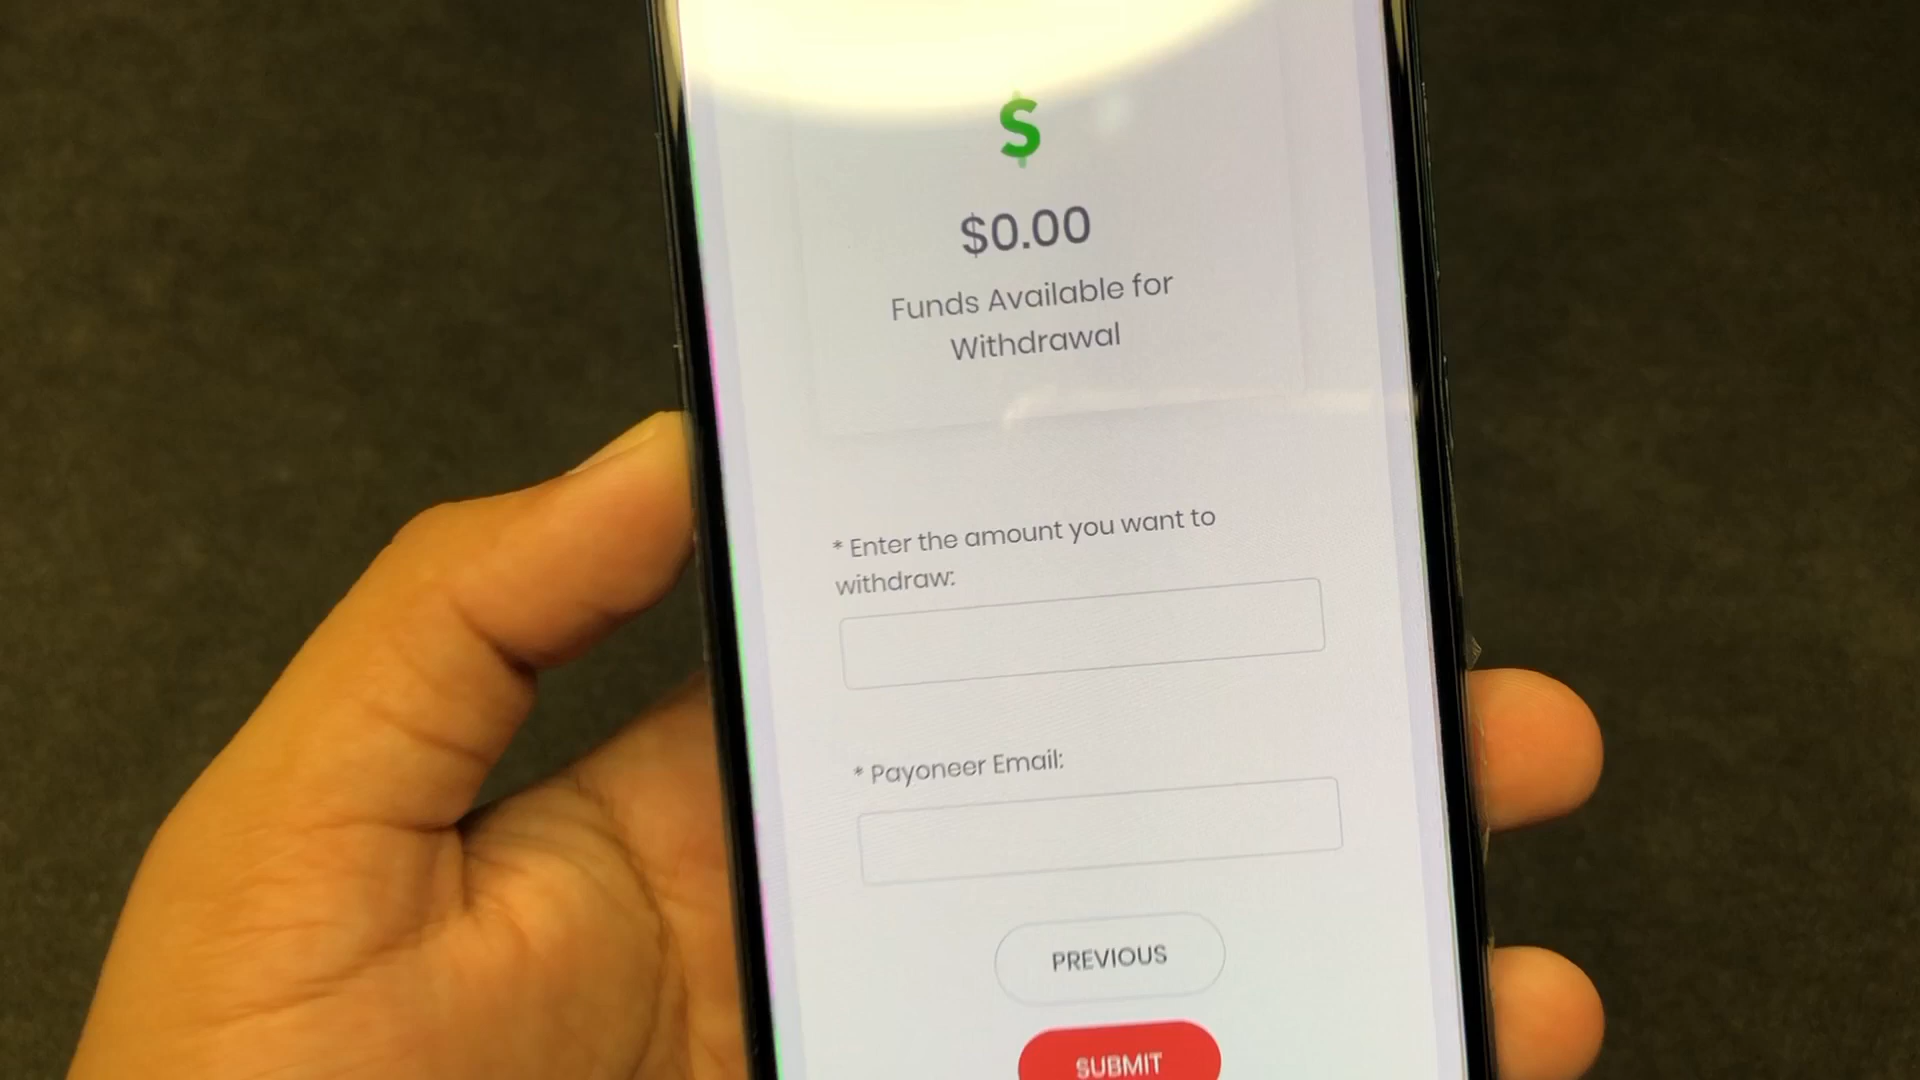 $
$0.00
Funds Available for
Withdrawal
* Enter the amount you want to
withdraw:
* Payoneer Email:
PREVIOUS
SUBMIT